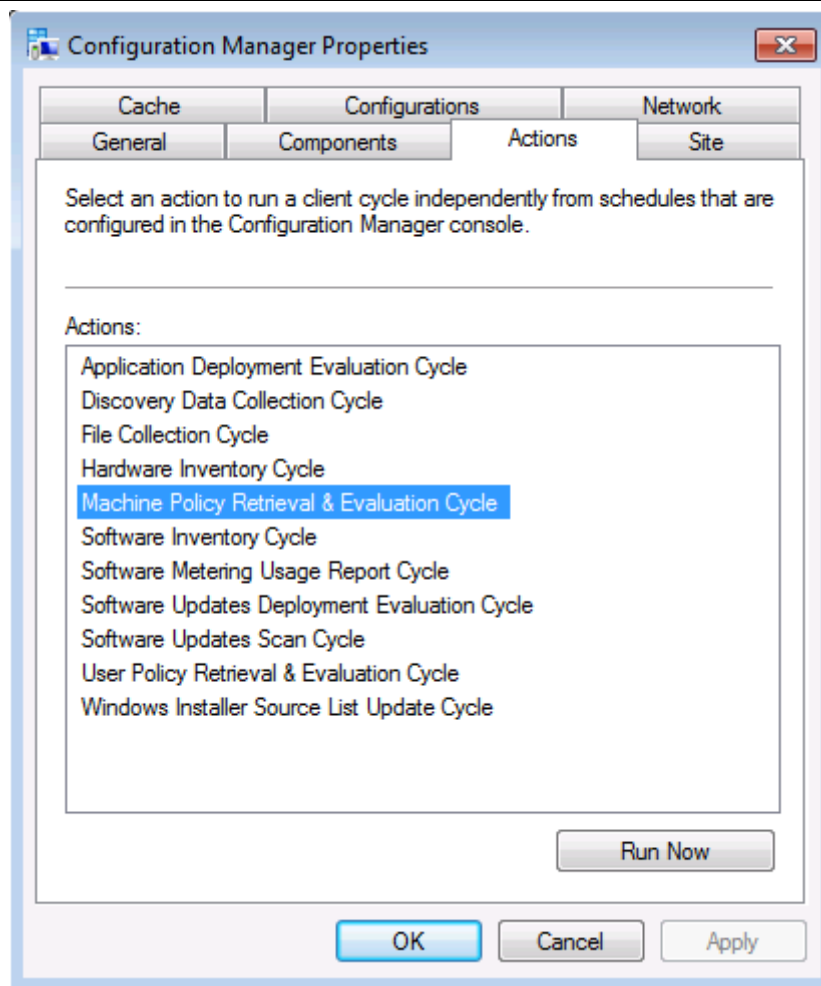 Configuration Manager Properties
Cache
Configurations
Network
General
Components
Actions
Site
Select an action to run a client cycle independently from schedules that are
configured in the Configuration Manager console.
Actions:
Application Deployment Evaluation Cycle
Discovery Data Collection Cycle
File Collection Cycle
Hardware Inventory Cycle
Machine Policy Retrieval & Evaluation Cycle
Software Inventory Cycle
Software Metering Usage Report Cycle
Software Updates Deployment Evaluation Cycle
Software Updates Scan Cycle
User Policy Retrieval & Evaluation Cycle
Windows Installer Source List Update Cycle
Run Now
OK
Cancel
Apply